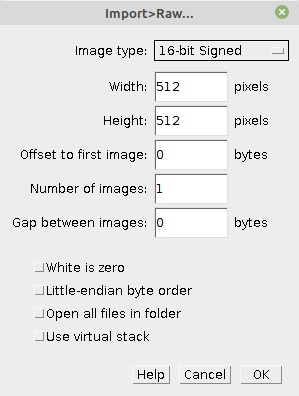 Import>Raw...
Image type: 16-bit Signed
Width: 512 pixels
Height: 512 pixels
Offset to first image: 0 bytes
Number of images: 1
Gap between images: 0 bytes
White is zero
Little-endian byte order
Open all files in folder
Use virtual stack
Help Cancel OK